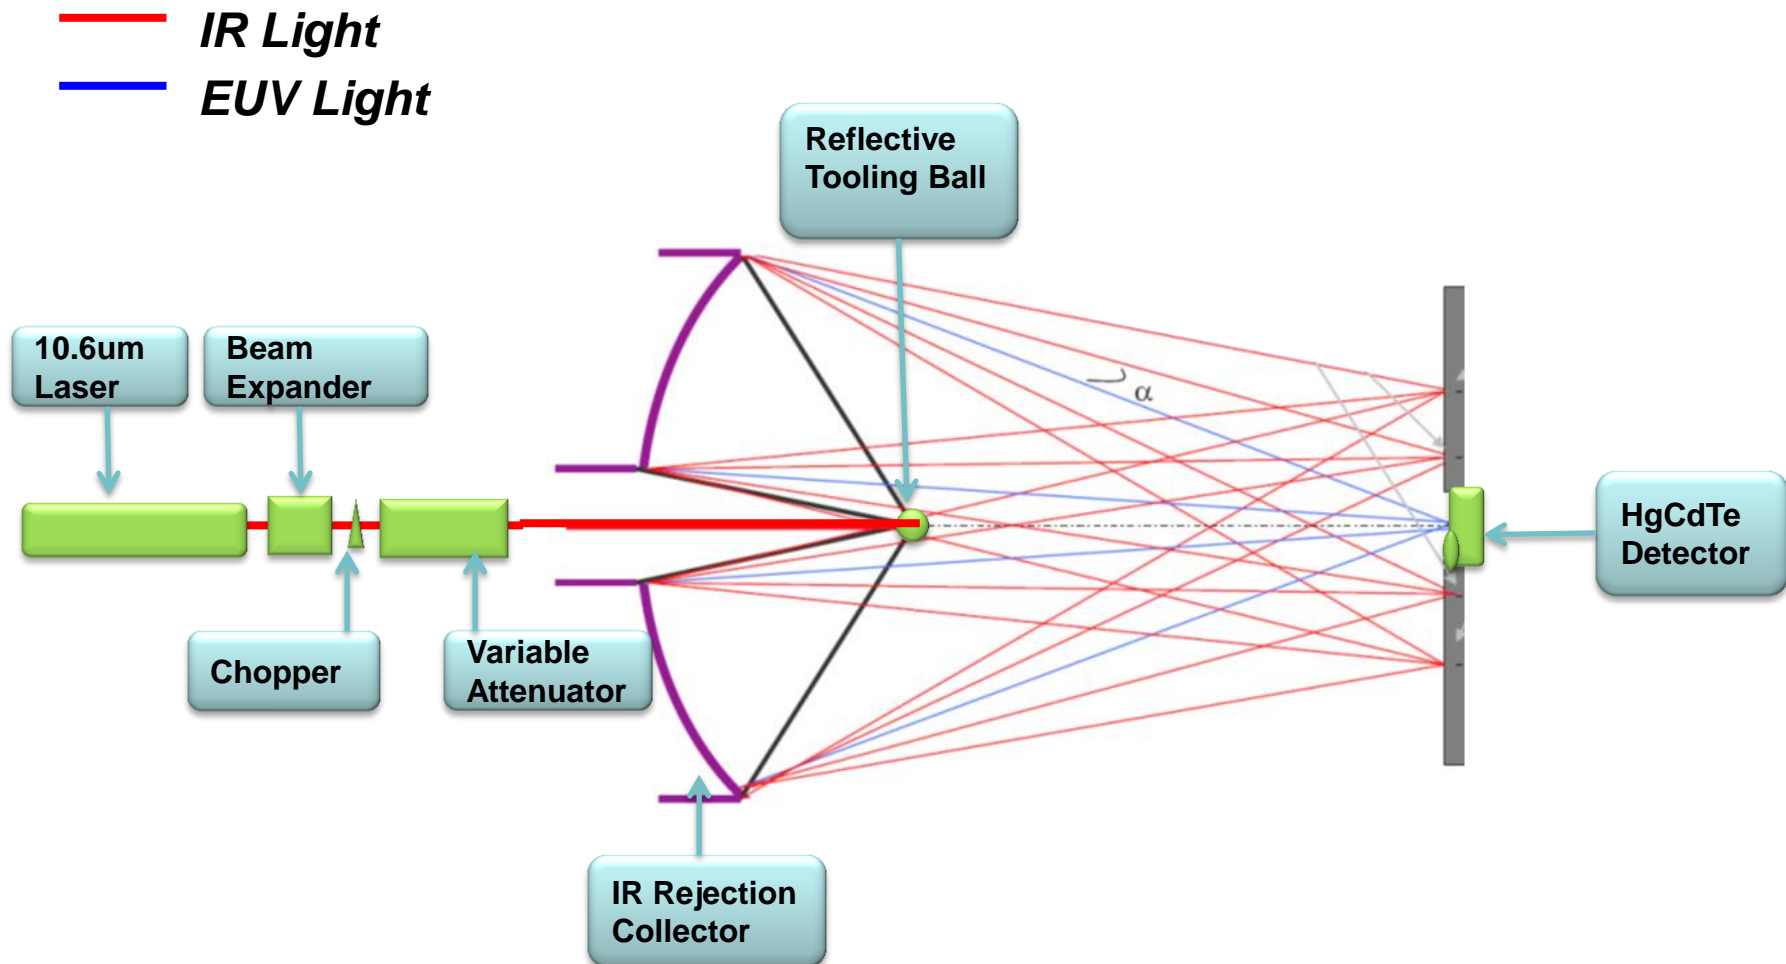 IR Light
EUV Light
Reflective
Tooling Ball
10.6um
Laser
Beam
Expander
α
HgCdTe
Detector
Chopper
Variable
Attenuator
IR Rejection
Collector